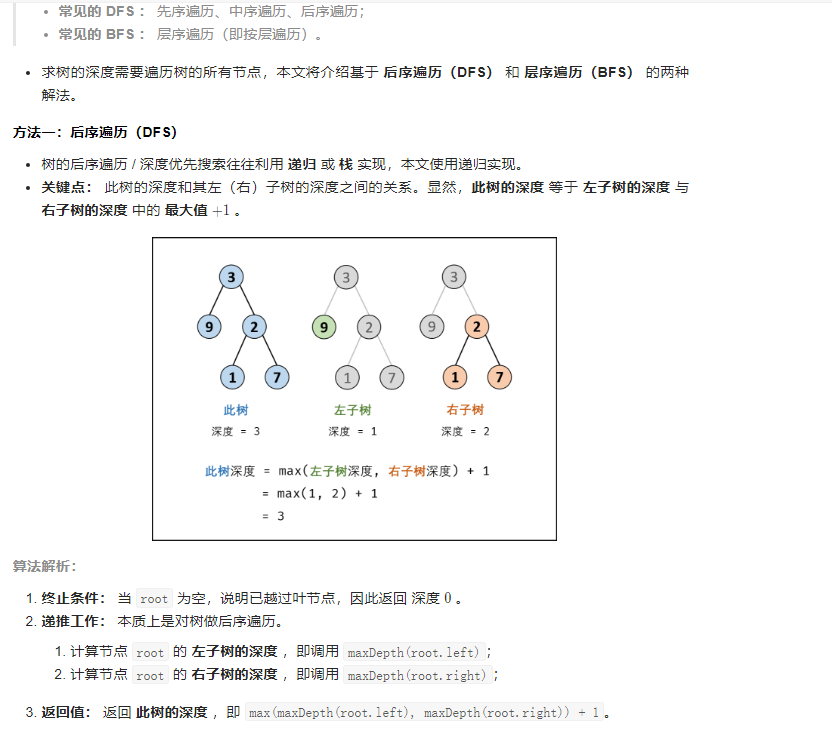 • 常见的 DFS : 先序遍历、中序遍历、后序遍历;
• 常见的 BFS : 层序遍历（即按层遍历）。
• 求树的深度需要遍历树的所有节点，本文将介绍基于 后序遍历（DFS） 和 层序遍历（BFS） 的两种
解法。
方法一：后序遍历（DFS）
• 树的后序遍历 / 深度优先搜索往往利用 递归 或 栈 实现，本文使用递归实现。
• 关键点： 此树的深度和其左（右）子树的深度之间的关系。显然，此树的深度 等于 左子树的深度 与
右子树的深度 中的 最大值 +1 。
3 3 3
9 2 9 2 9 2
1 7 1 7 1 7
此树 左子树 右子树
深度 = 3 深度 = 1 深度 = 2
此树深度 = max(左子树深度, 右子树深度) + 1
= max(1, 2) + 1
= 3
算法解析：
1. 终止条件： 当 root 为空，说明已越过叶节点，因此返回 深度 0 。
2. 递推工作： 本质上是对树做后序遍历。
1. 计算节点 root 的 左子树的深度 ，即调用 maxDepth(root.left) ；
2. 计算节点 root 的 右子树的深度 ，即调用 maxDepth(root.right) ；
3. 返回值： 返回 此树的深度 ，即 max(maxDepth(root.left), maxDepth(root.right)) + 1 。